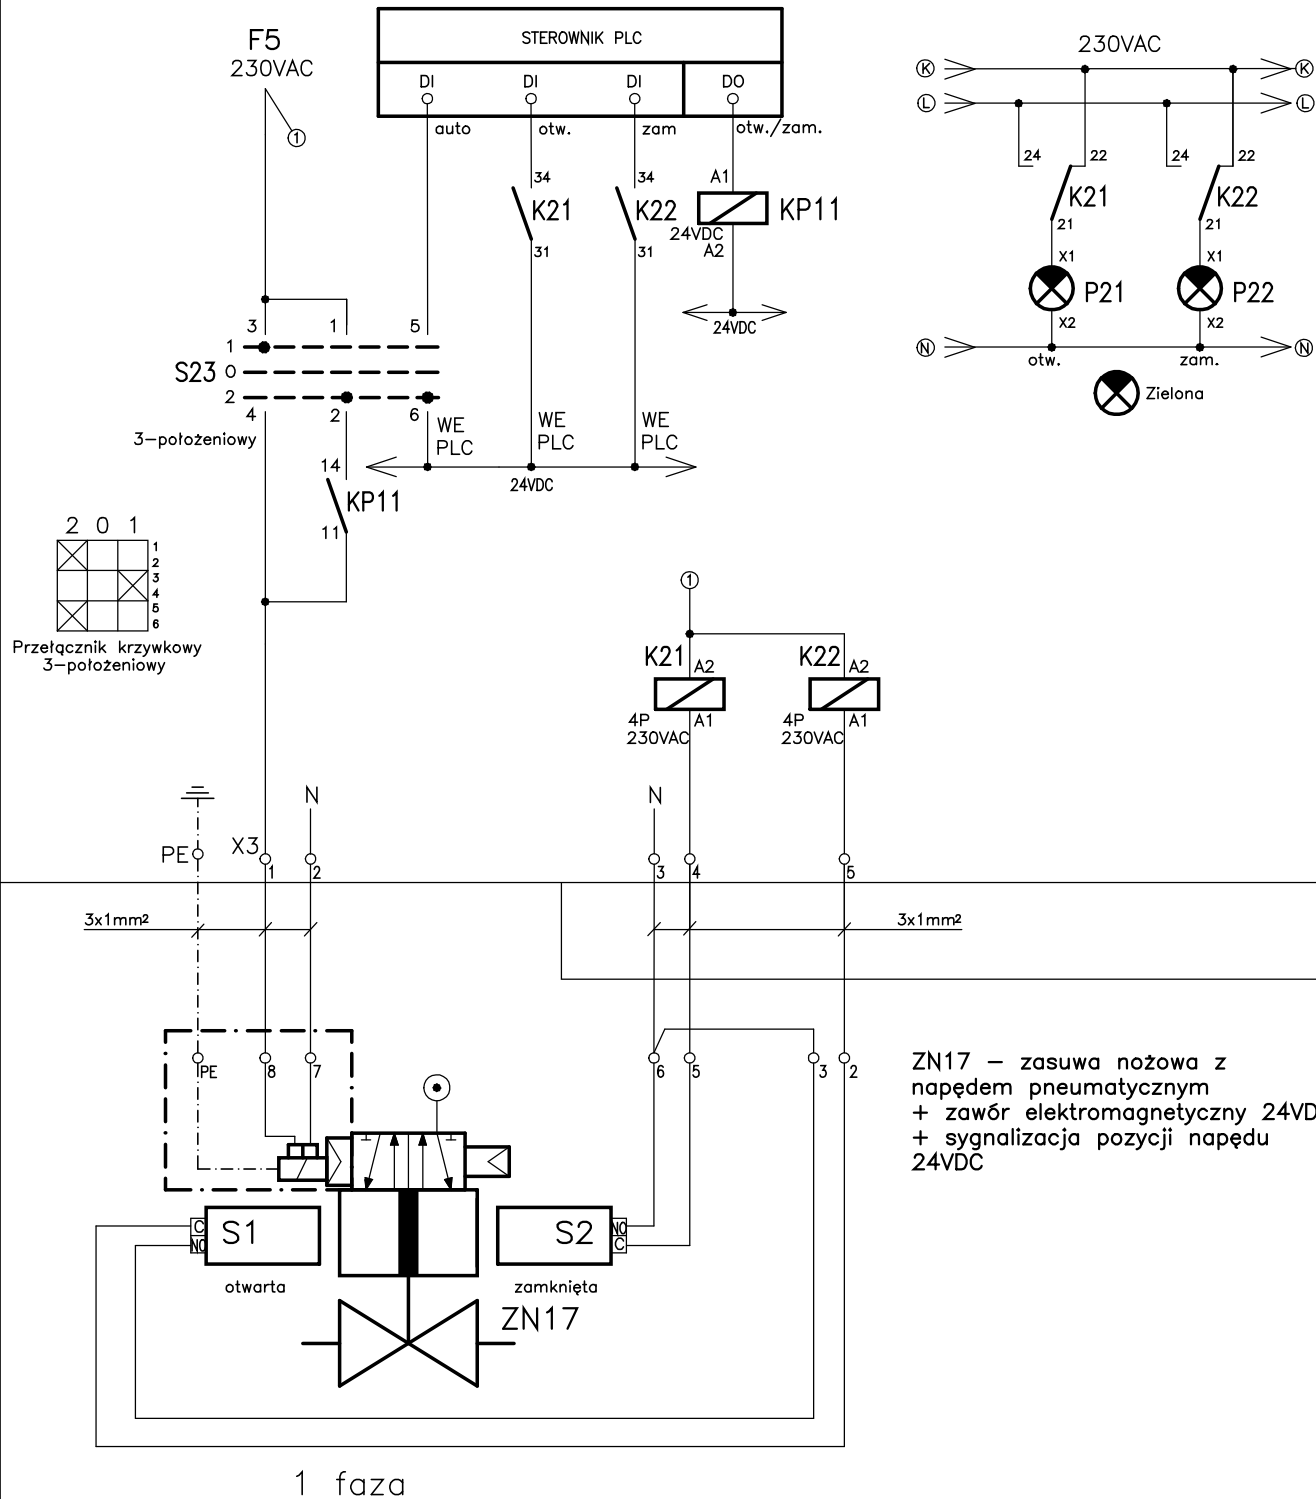 F5
230VAC
1
STEROWNIK PLC
DI
DI
DI
DO
auto
otw.
zam
otw./zam.
34
K21
31
34
K22
31
A1
KP11
24VDC
A2
24VDC
230VAC
K
K
L
L
24
22
K21
21
X1
P21
X2
24
22
K22
21
X1
P22
X2
N
N
otw.
zam.
Zielona
3
1
5
1
S23
0
2
4
2
6
3-położeniowy
WE
PLC
WE
PLC
WE
PLC
24VDC
14
KP11
11
2 0 1
1
2
3
4
5
6
Przełącznik krzywkowy
3-położeniowy
1
K21
A2
4P
A1
230VAC
K22
A2
4P
A1
230VAC
N
N
PE
X3
1
2
3
4
5
3x1mm²
3x1mm²
PE
8
7
6
5
3
2
ZN17 – zasuwa nożowa z
napędem pneumatycznym
+ zawór elektromagnetyczny 24VD
+ sygnalizacja pozycji napędu
24VDC
C
NO
S1
otwarta
S2
NO
C
zamknięta
ZN17
1 faza